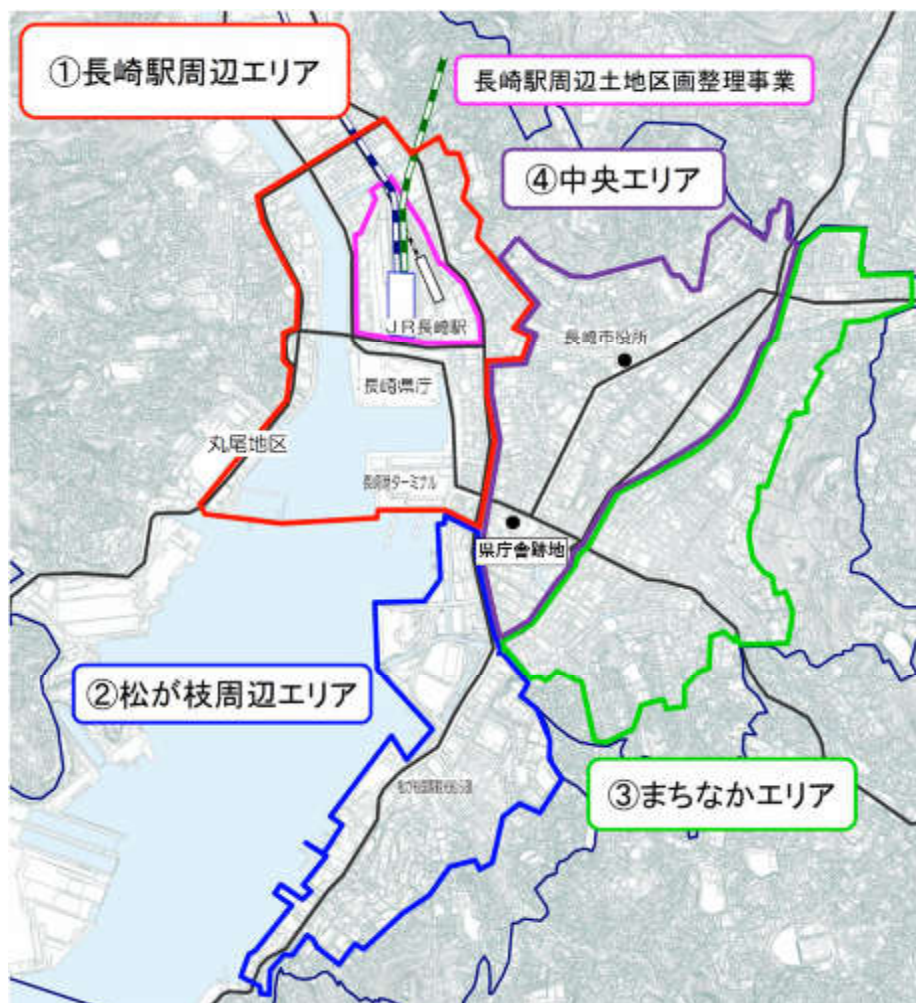 ①長崎駅周辺エリア
長崎駅周辺土地区画整理事業
④中央エリア
JR長崎駅
長崎市役所
長崎県庁
丸尾地区
長崎港ターミナル
県庁舎跡地
②松が枝周辺エリア
③まちなかエリア